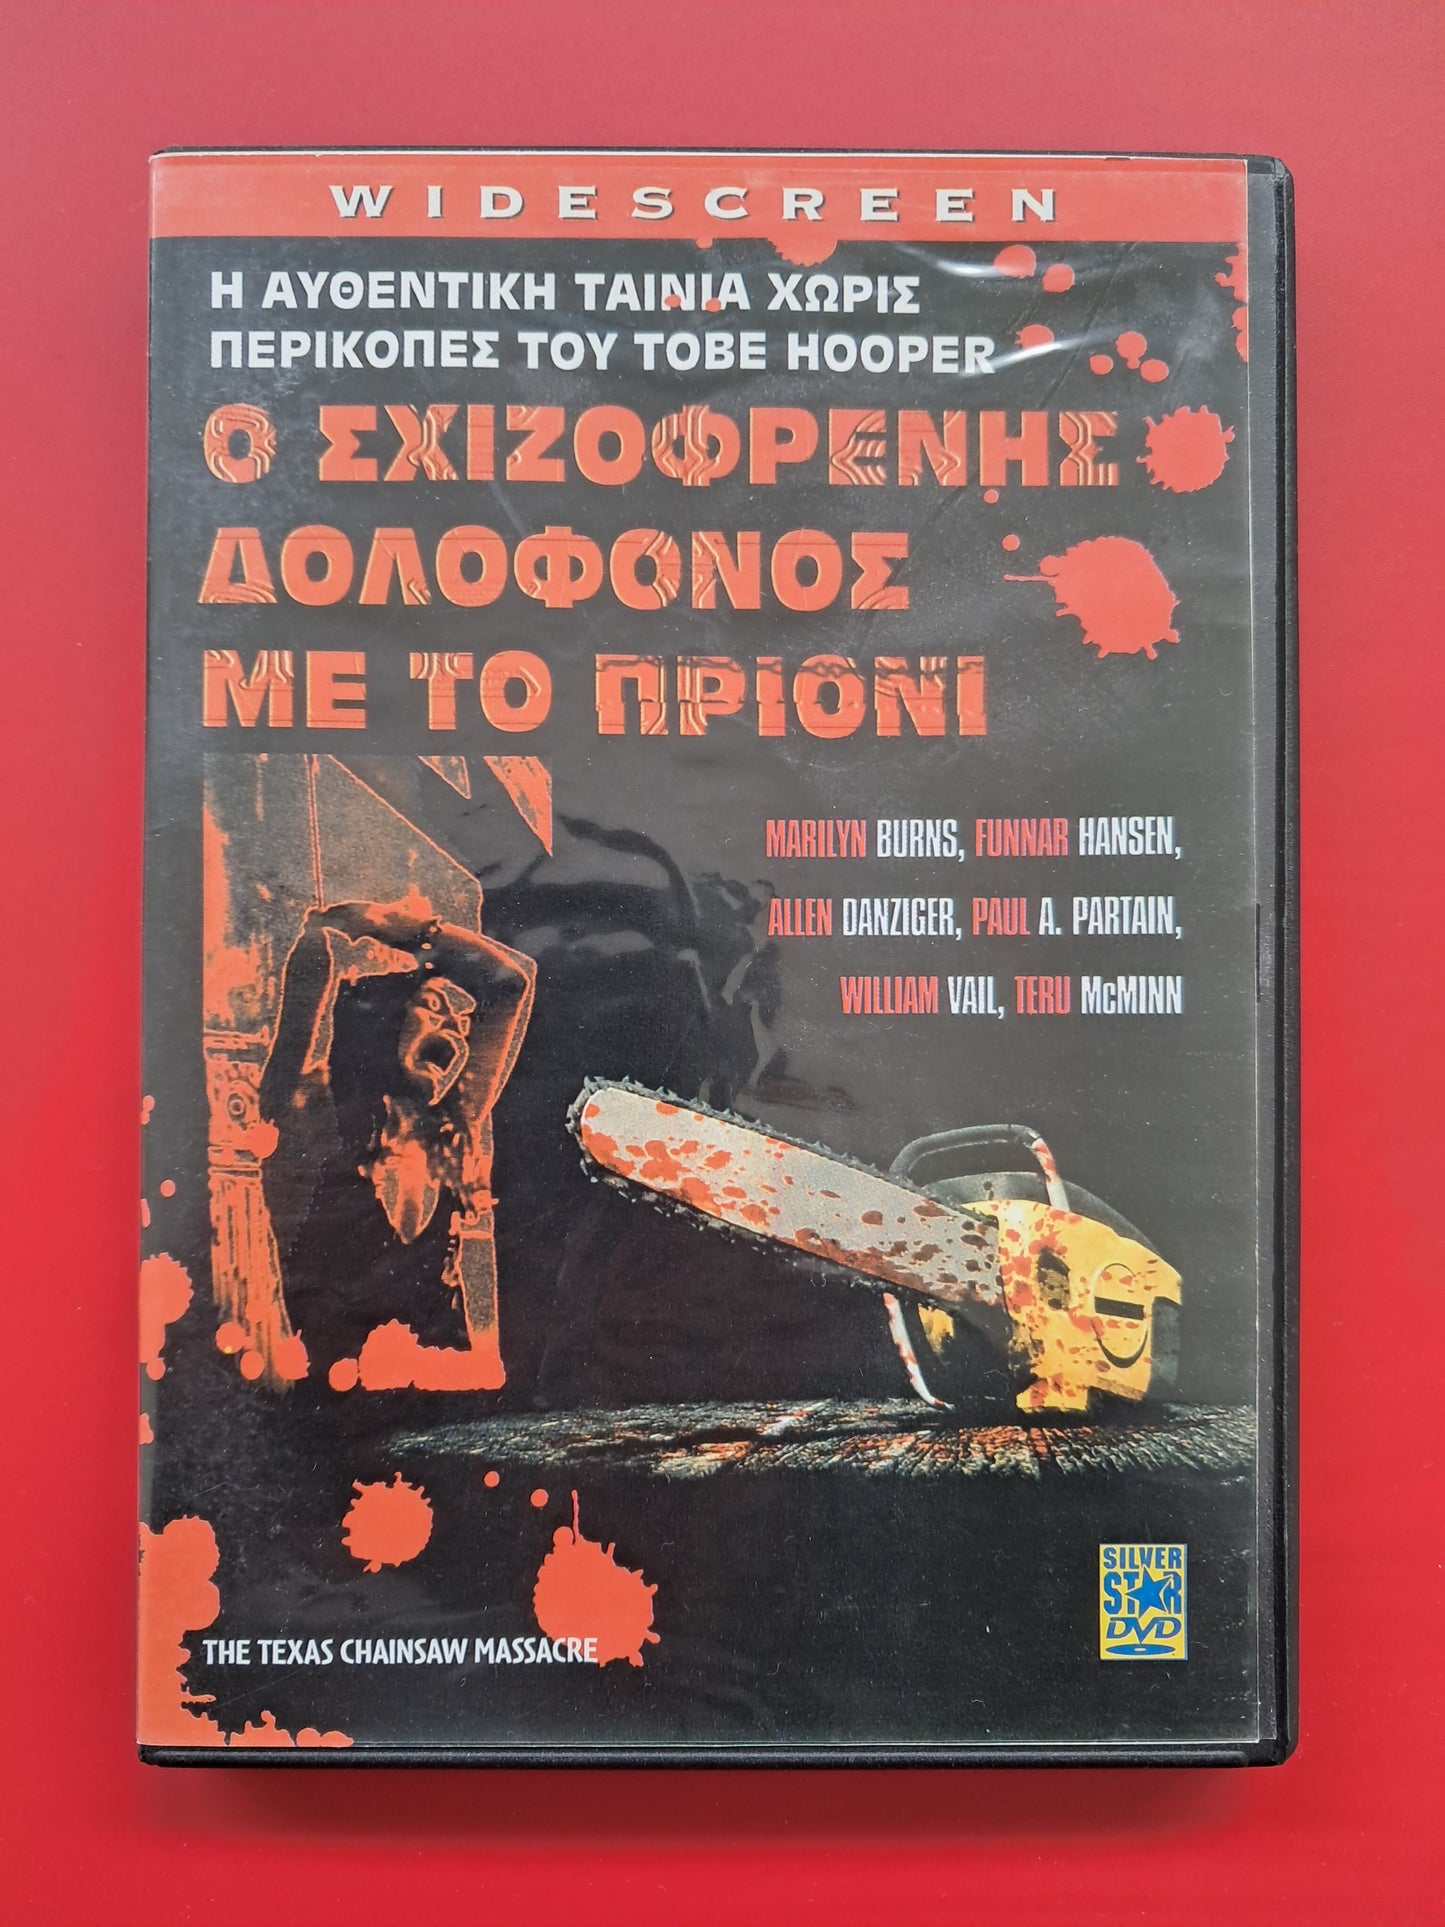 WIDESCREEN
Η ΑΥΘΕΝΤΙΚΗ ΤΑΙΝΙΑ ΧΩΡΙΣ
ΠΕΡΙΚΟΠΕΣ ΤΟΥ TOBE HOOPER
Ο ΣΧΙΖΟΦΡΕΝΗΣ
ΔΟΛΟΦΟΝΟΣ
ΜΕ ΤΟ ΠΡΙΟΝΙ
MARILYN BURNS, FUNNAR HANSEN,
ALLEN DANZIGER, PAUL A. PARTAIN,
WILLIAM VAIL, TERU McMINN
SILVER
STAR
DVD
THE TEXAS CHAINSAW MASSACRE